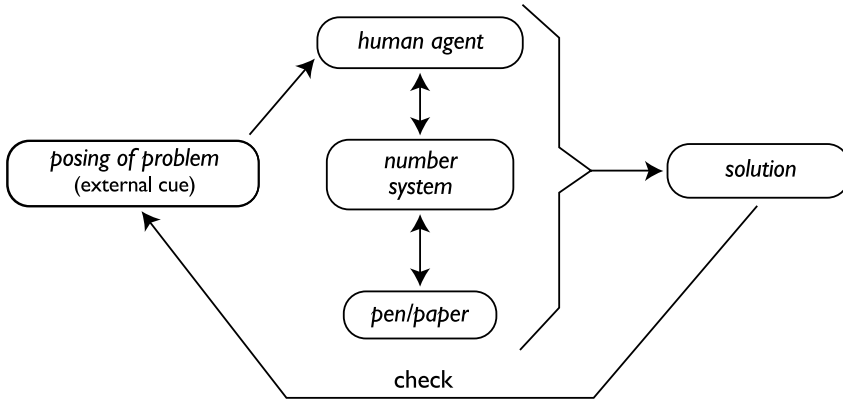 human agent
posing of problem
(external cue)
number
system
solution
pen/paper
check